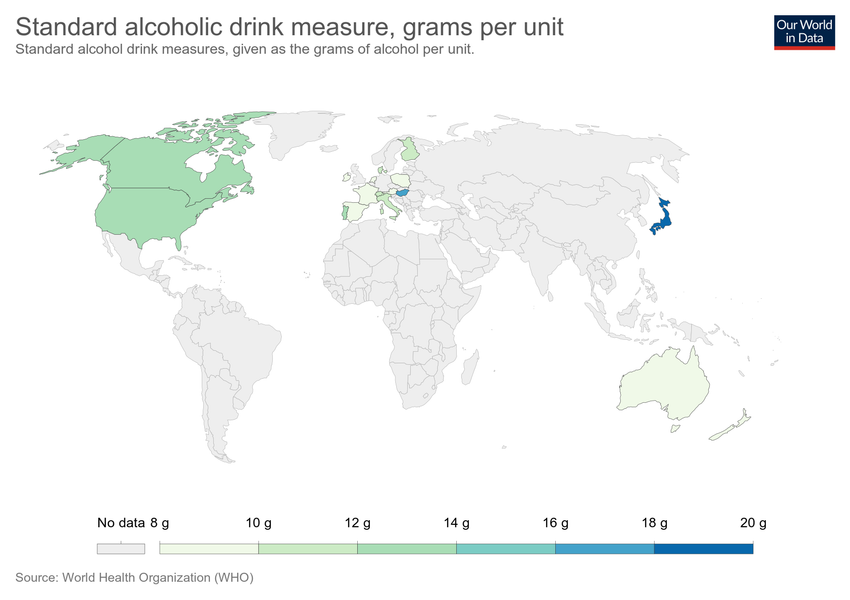 Standard alcoholic drink measure, grams per unit
Standard alcohol drink measures, given as the grams of alcohol per unit.
Our World
in Data
No data 8 g 10 g 12 g 14 g 16 g 18 g 20 g
Source: World Health Organization (WHO)